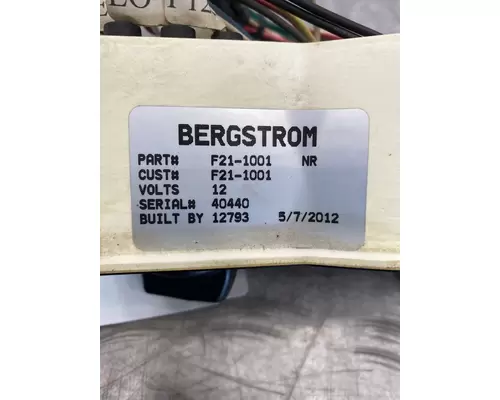 BERGSTROM
PART# F21-1001 NR
CUST# F21-1001
VOLTS 12
SERIAL# 40440
BUILT BY 12793 5/7/2012